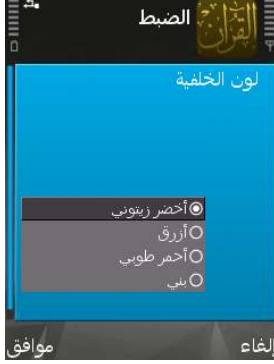 القرآن
الضبط
لون الخلفية
أخضر زيتوني
أزرق
أحمر طوبي
بني
إلغاء
موافق